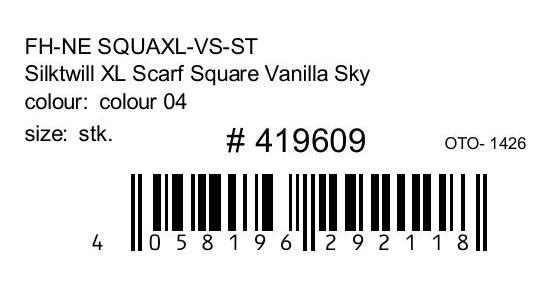 FH-NE SQUAXL-VS-ST
Silktwill XL Scarf Square Vanilla Sky
colour: colour 04
size: stk.
# 419609
OTO- 1426
4 058196 292118